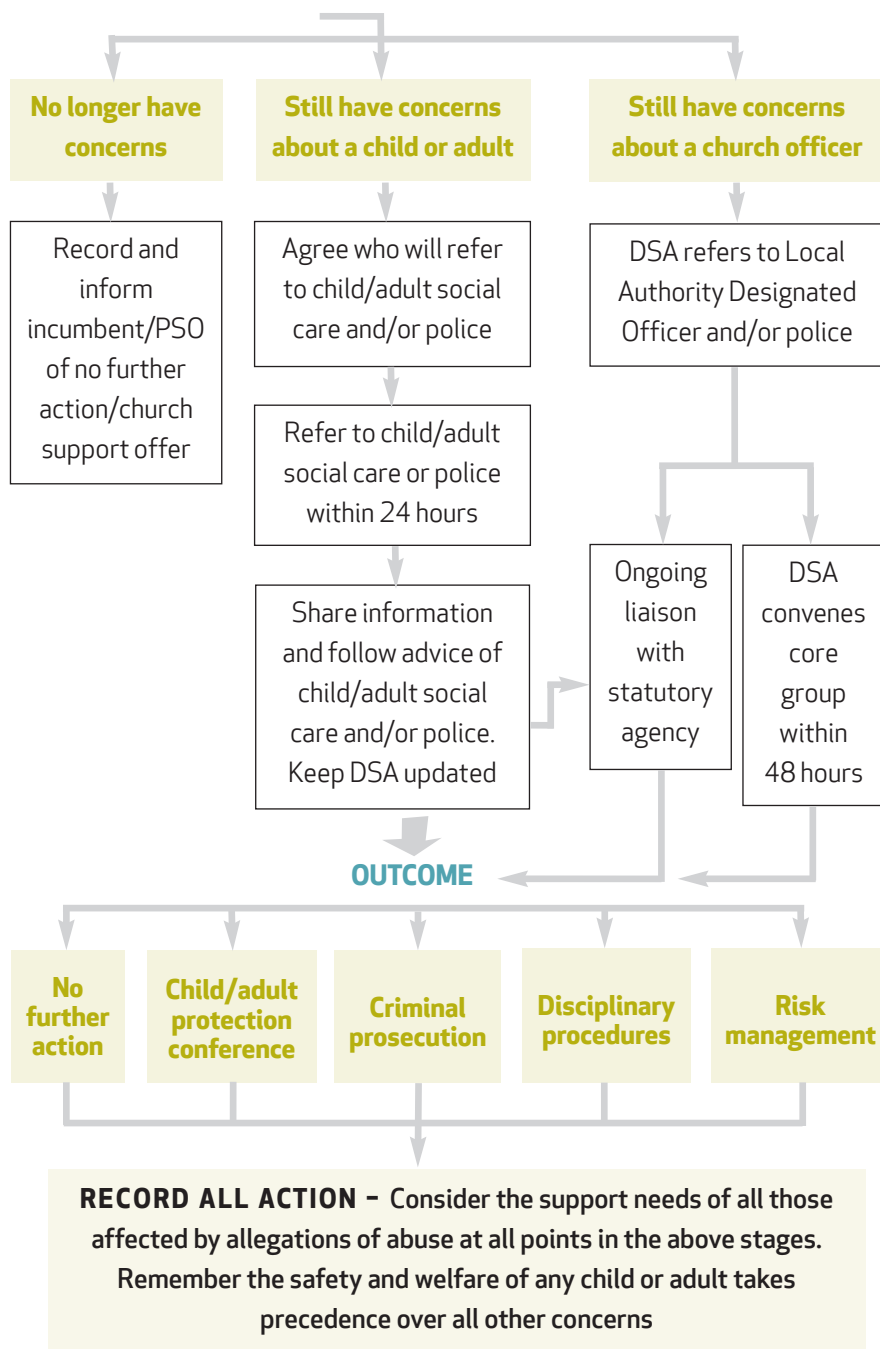 No longer have
concerns
Still have concerns
about a child or adult
Still have concerns
about a church officer
Record and
inform
incumbent/PSO
of no further
action/church
support offer
Agree who will refer
to child/adult social
care and/or police
DSA refers to Local
Authority Designated
Officer and/or police
Refer to child/adult
social care or police
within 24 hours
Share information
and follow advice of
child/adult social
care and/or police.
Keep DSA updated
Ongoing
liaison
with
statutory
agency
DSA
convenes
core
group
within
48 hours
OUTCOME
No
further
action
Child/adult
protection
conference
Criminal
prosecution
Disciplinary
procedures
Risk
management
RECORD ALL ACTION – Consider the support needs of all those
affected by allegations of abuse at all points in the above stages.
Remember the safety and welfare of any child or adult takes
precedence over all other concerns